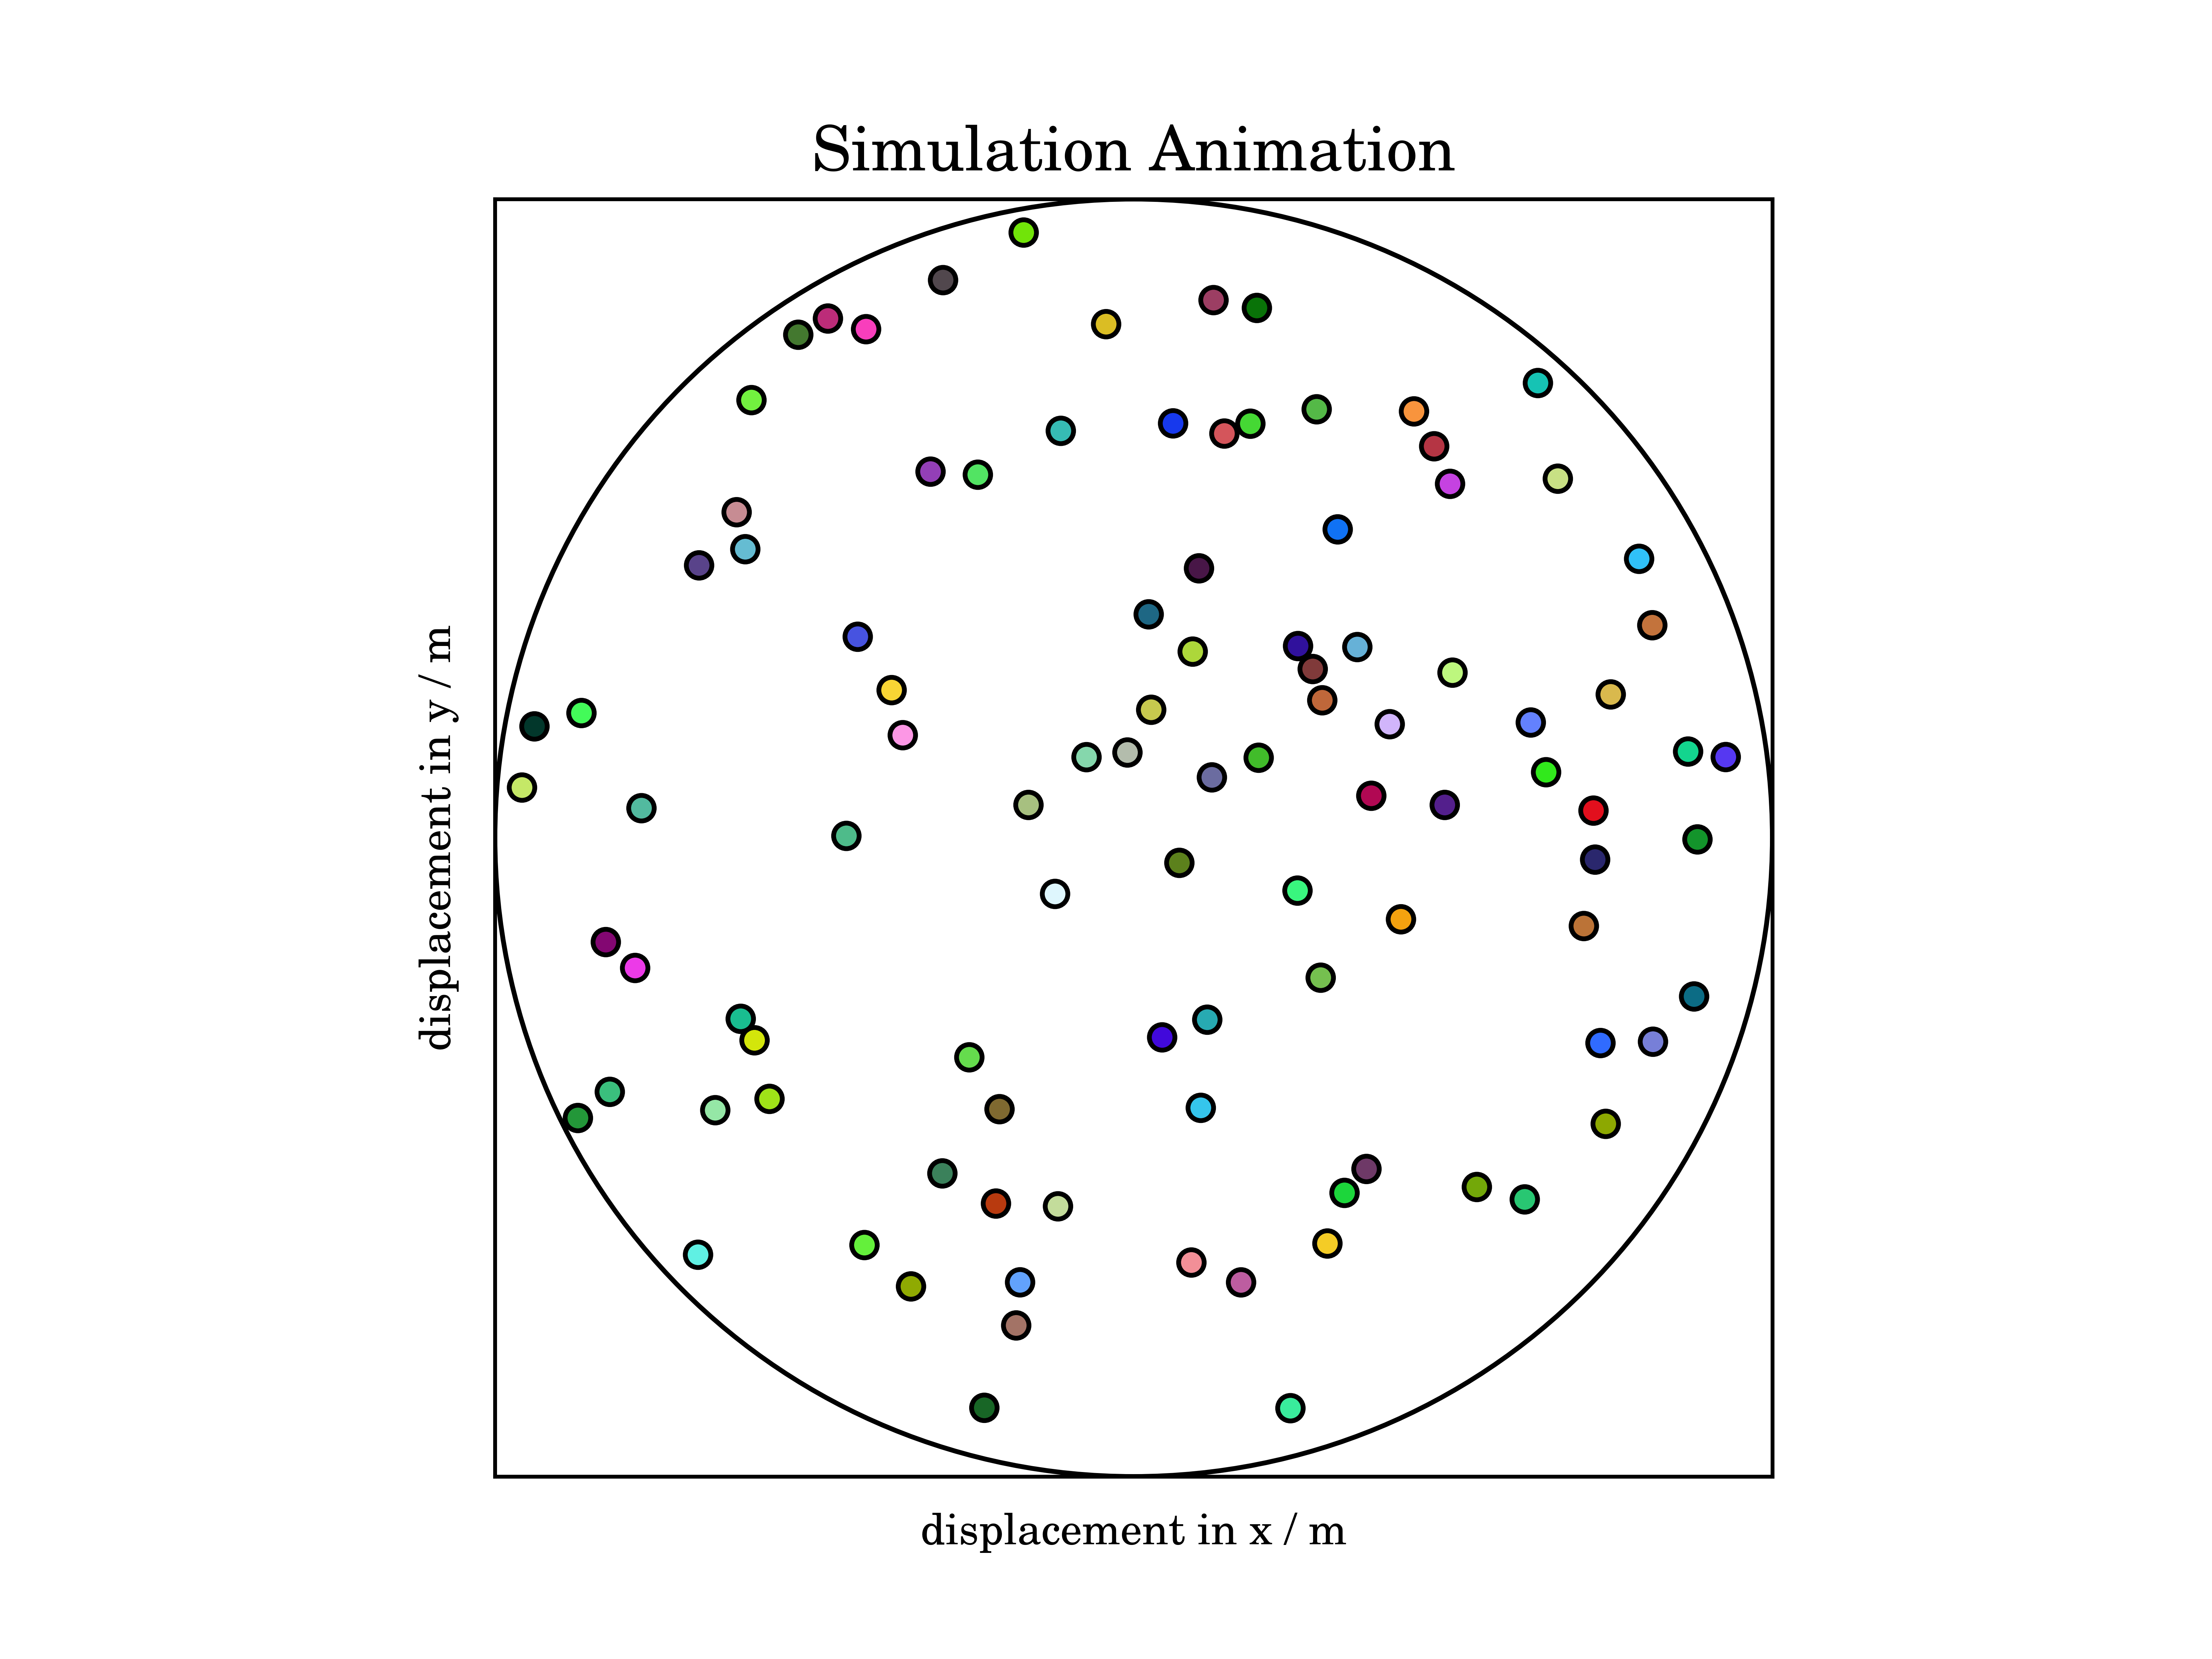 Simulation Animation
displacement in y / m
displacement in x / m